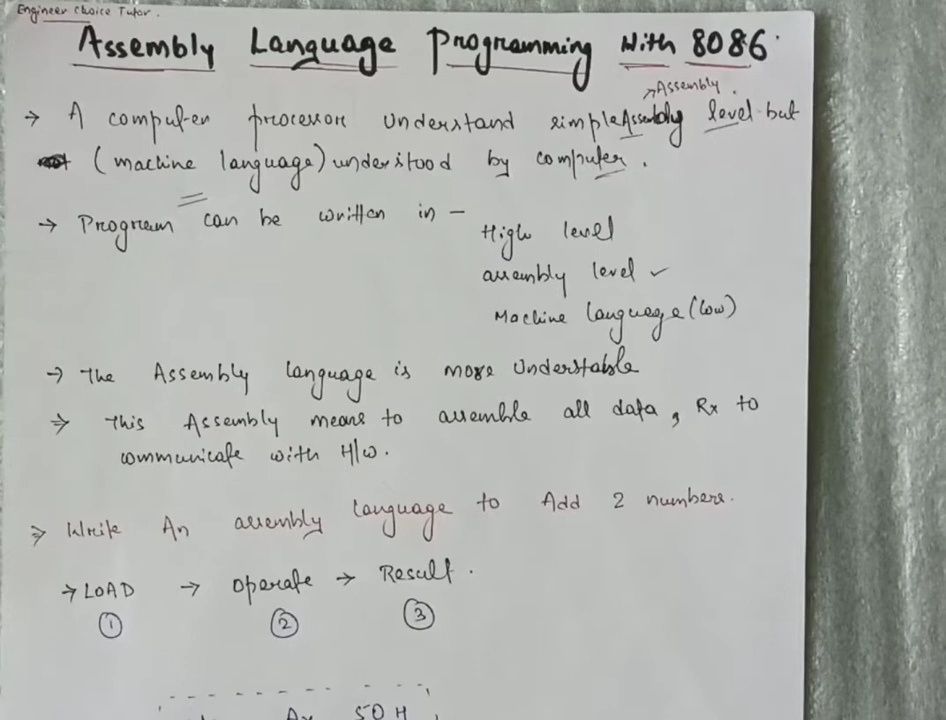 Engineer Choice Tutor.
Assembly Language Programming with 8086
→ A computer processor understand simple Assembly level but
↗Assembly.
(machine language) understood by computer.
→ Program can be written in –
High level
assembly level ✓
Machine language (low)
→ The Assembly language is more Understable
⇒ This Assembly means to assemble all data, Rx to
communicate with H/w.
⇒ Write An assembly language to Add 2 numbers.
→ LOAD → Operate → Result.
① ② ③
Ax 50 H